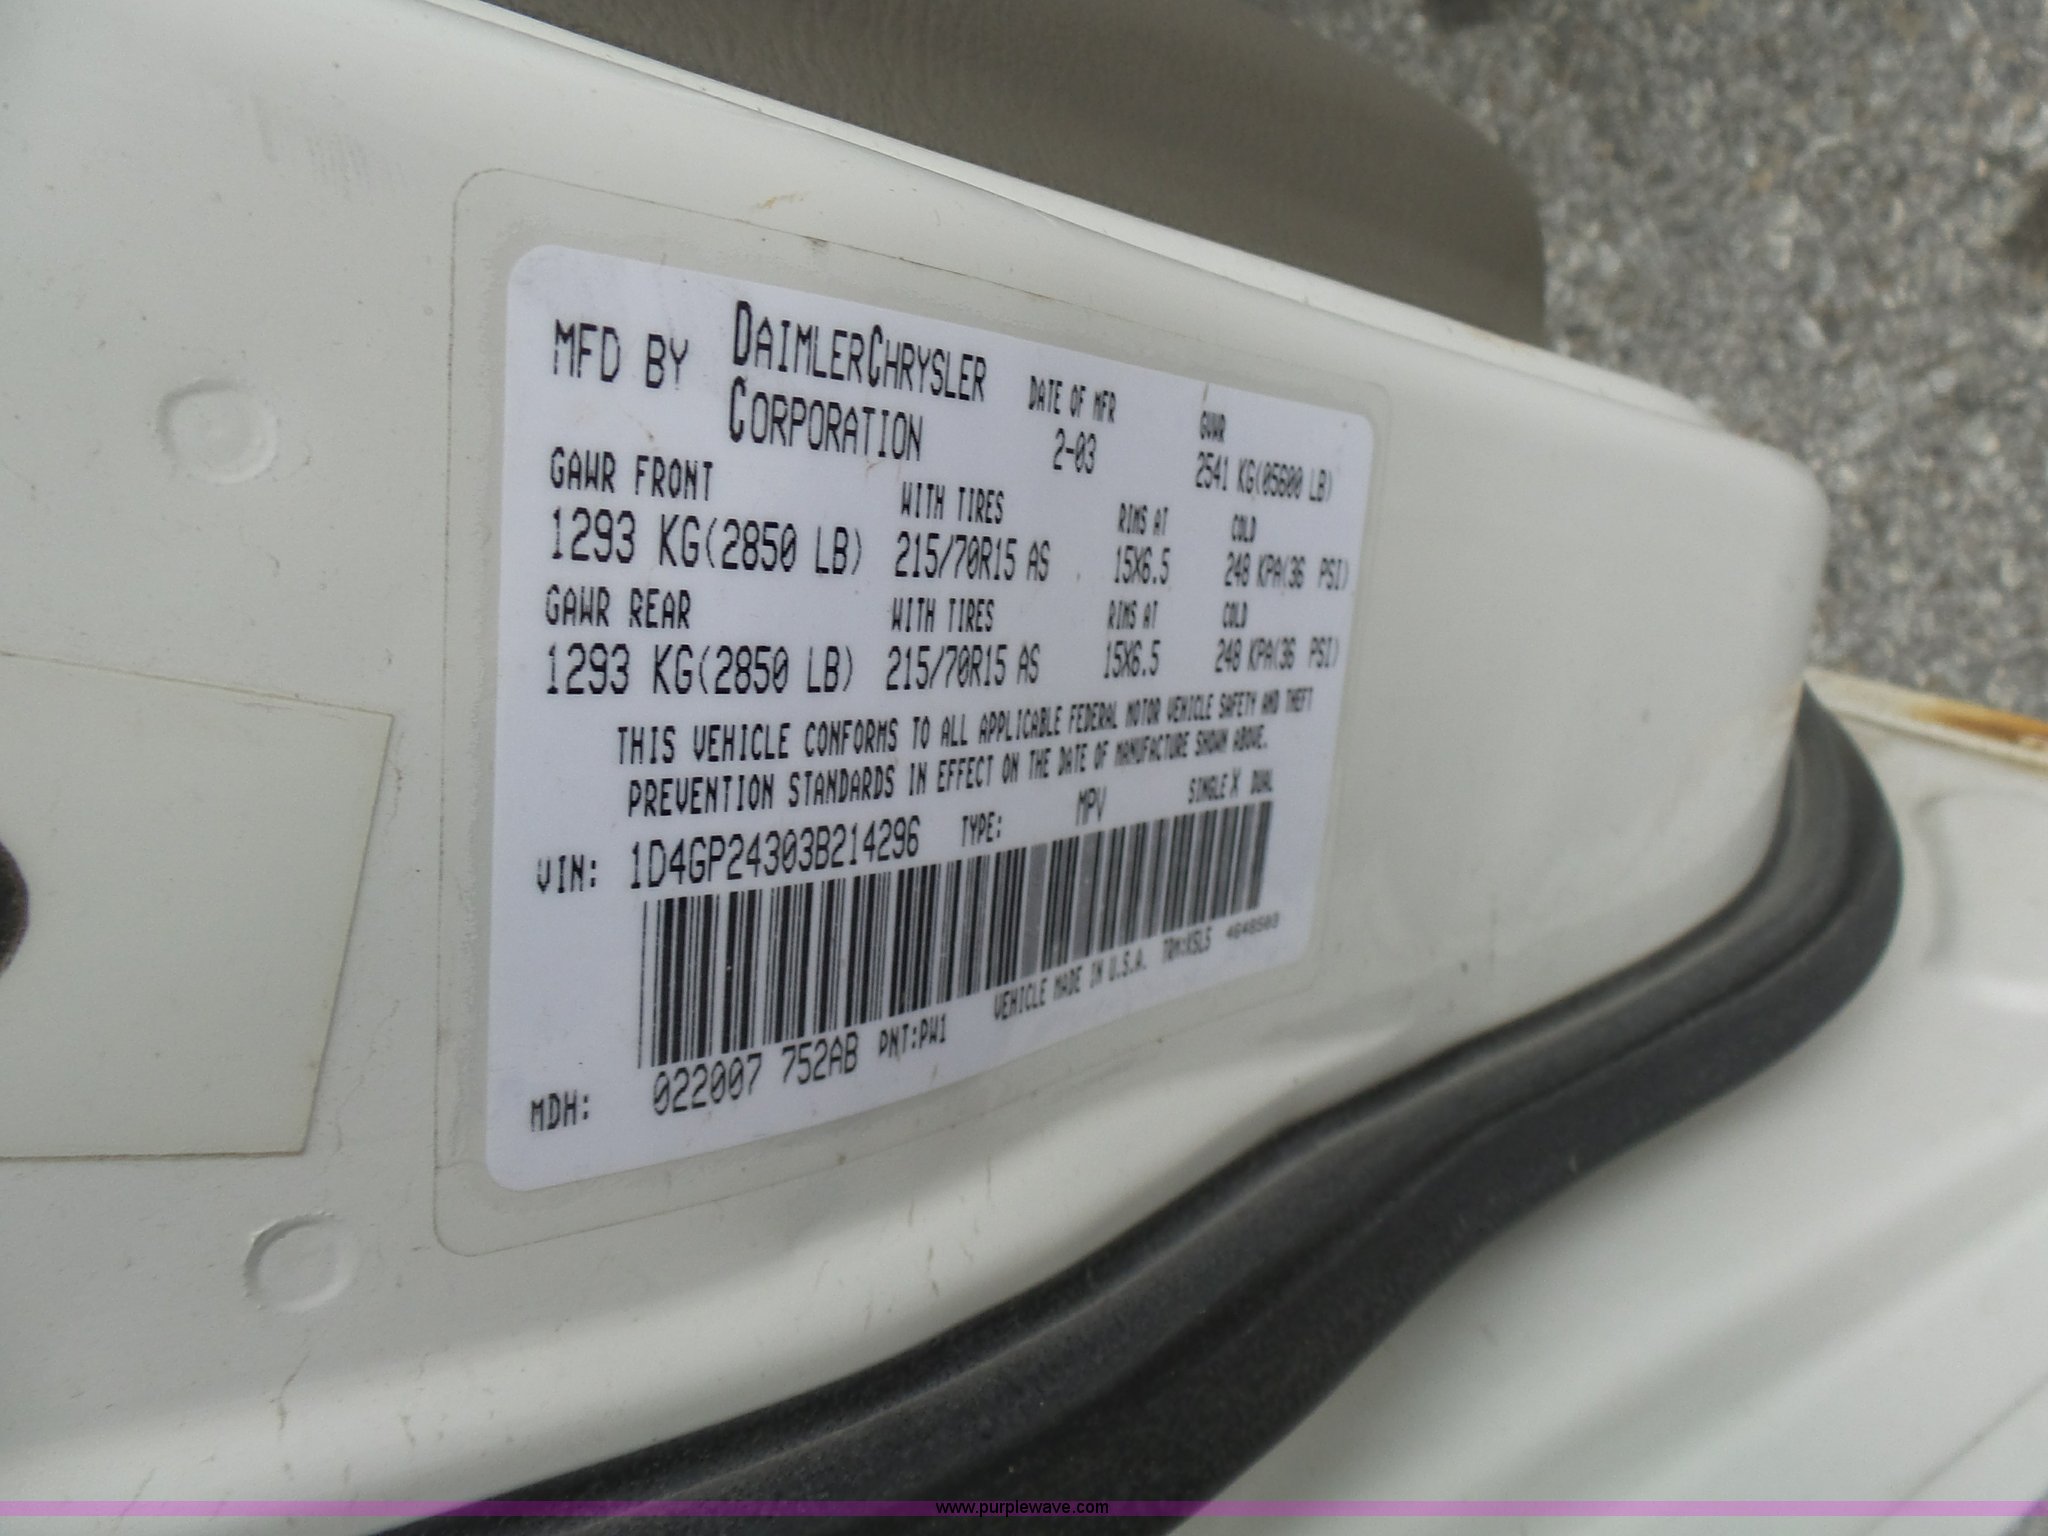 MFD BY DAIMLERCHRYSLER CORPORATION
DATE OF MFR GVWR
2-03 2541 KG(05600 LB)
GAWR FRONT WITH TIRES RIMS AT COLD
1293 KG(2850 LB) 215/70R15 AS 15X6.5 248 KPA(36 PSI)
GAWR REAR WITH TIRES RIMS AT COLD
1293 KG(2850 LB) 215/70R15 AS 15X6.5 248 KPA(36 PSI)
THIS VEHICLE CONFORMS TO ALL APPLICABLE FEDERAL MOTOR VEHICLE SAFETY AND THEFT
PREVENTION STANDARDS IN EFFECT ON THE DATE OF MANUFACTURE SHOWN ABOVE.
VIN: 1D4GP24303B214296 TYPE: MPV SINGLE X DUAL
MDH: 022007 752AB PNT:PW1 VEHICLE MADE IN U.S.A. TRM:K5L5 4648503
www.purplewave.com